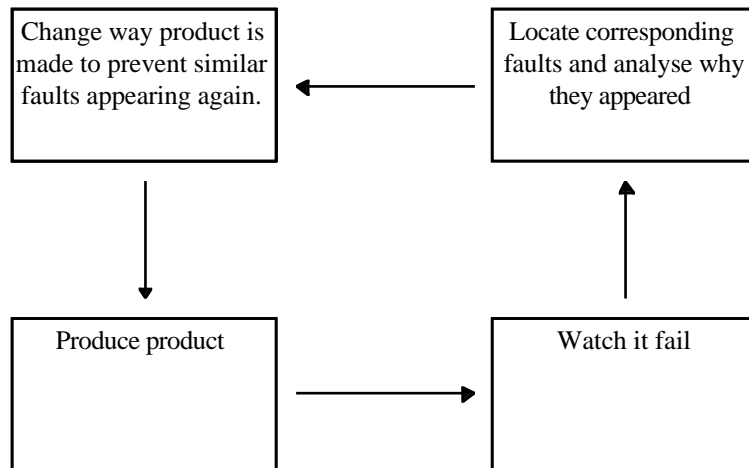 Change way product is
made to prevent similar
faults appearing again.
Locate corresponding
faults and analyse why
they appeared
Produce product
Watch it fail